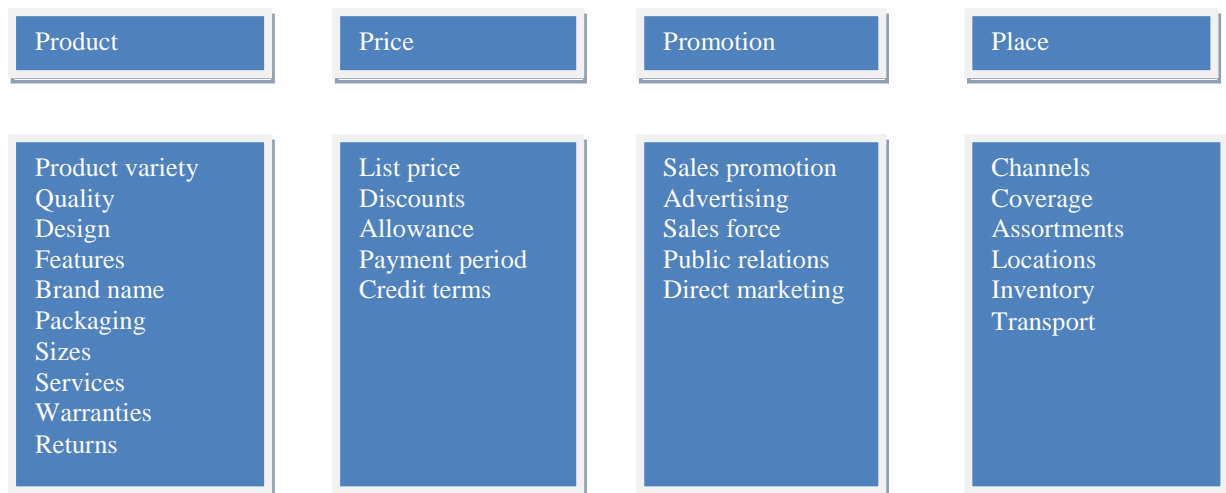 Product
Price
Promotion
Place
Product variety
Quality
Design
Features
Brand name
Packaging
Sizes
Services
Warranties
Returns
List price
Discounts
Allowance
Payment period
Credit terms
Sales promotion
Advertising
Sales force
Public relations
Direct marketing
Channels
Coverage
Assortments
Locations
Inventory
Transport